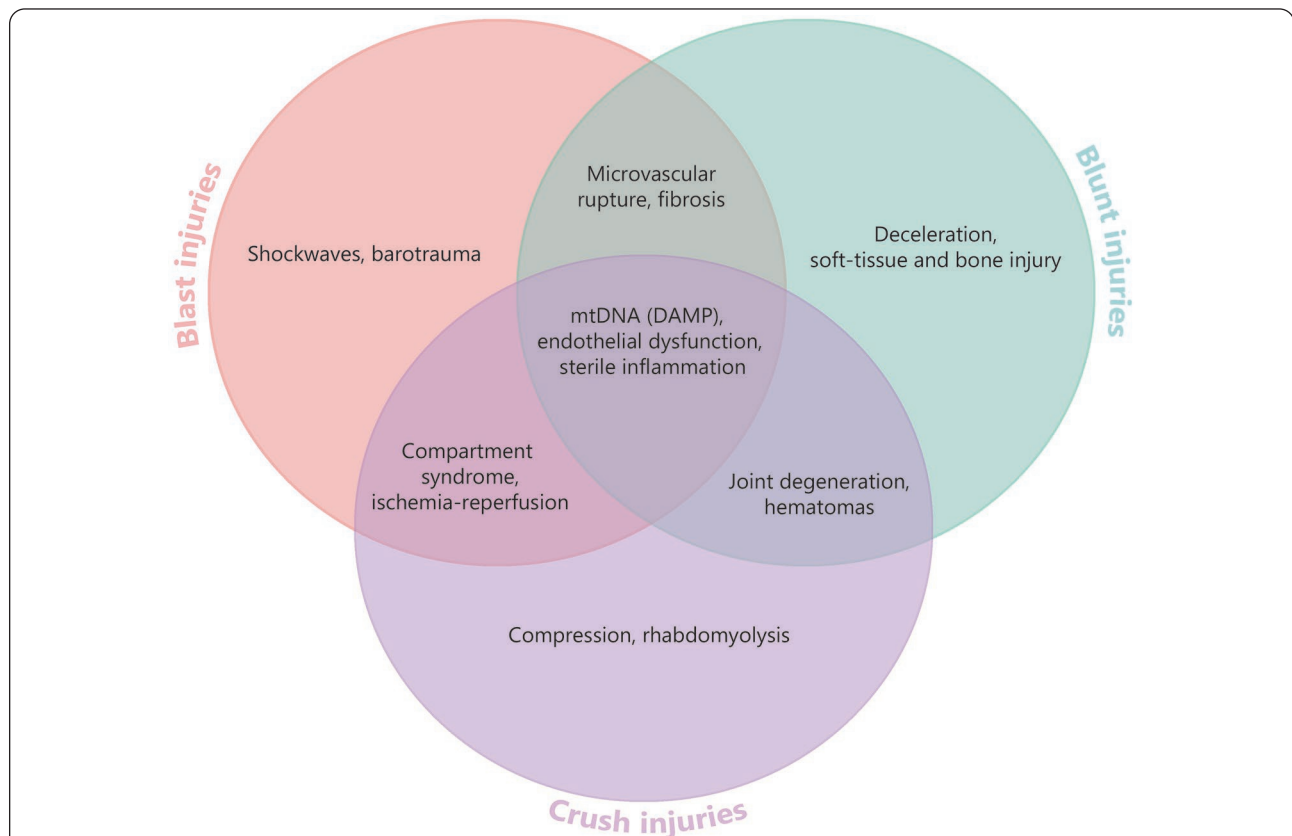 Blast injuries
Blunt injuries
Microvascular
rupture, fibrosis
Shockwaves, barotrauma
Deceleration,
soft-tissue and bone injury
mtDNA (DAMP),
endothelial dysfunction,
sterile inflammation
Compartment
syndrome,
ischemia-reperfusion
Joint degeneration,
hematomas
Compression, rhabdomyolysis
Crush injuries